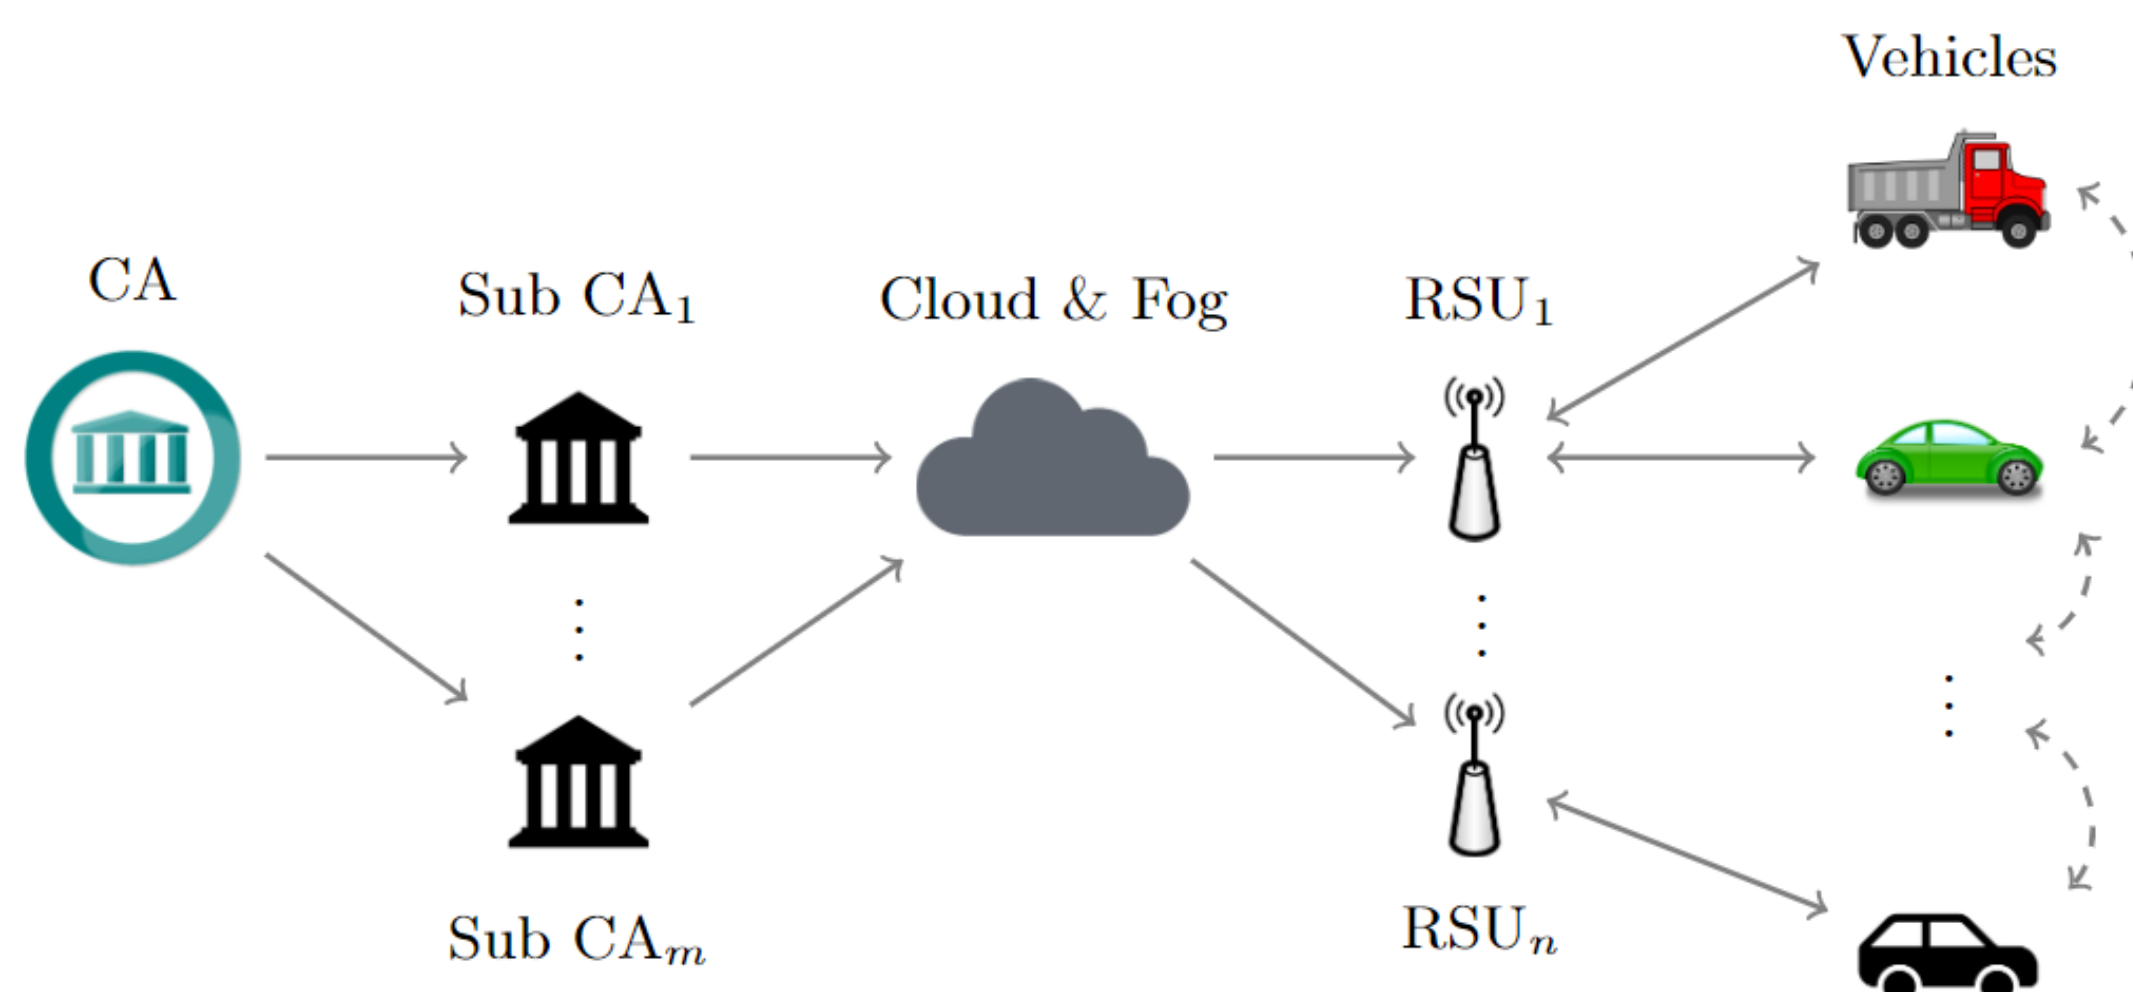 Vehicles
CA
Sub CA₁
Cloud & Fog
RSU₁
Sub CAₘ
RSUₙ